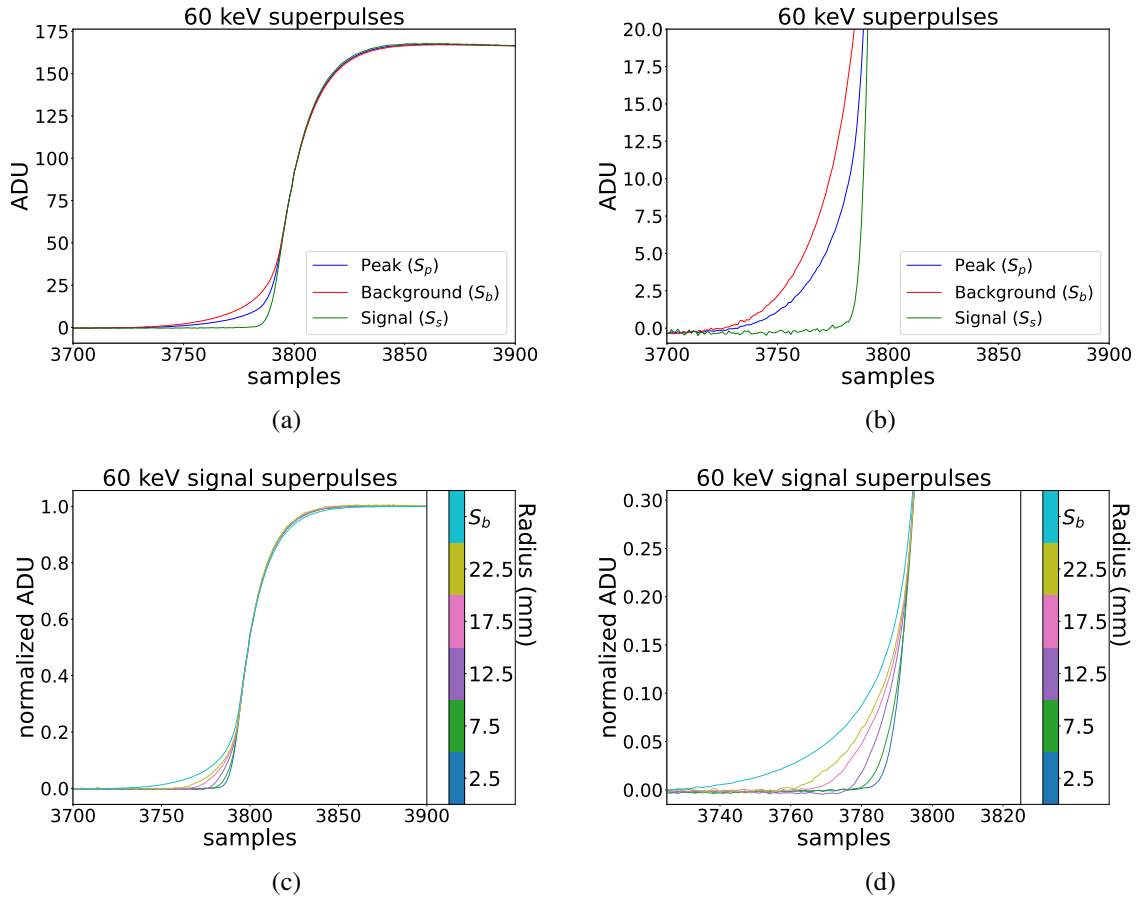 60 keV superpulses
175
150
125
100
75
50
25
0
ADU
Peak (S_p)
Background (S_b)
Signal (S_s)
3700 3750 3800 3850 3900
samples
(a)
60 keV superpulses
20.0
17.5
15.0
12.5
10.0
7.5
5.0
2.5
0.0
ADU
Peak (S_p)
Background (S_b)
Signal (S_s)
3700 3750 3800 3850 3900
samples
(b)
60 keV signal superpulses
1.0
0.8
0.6
0.4
0.2
0.0
normalized ADU
3700 3750 3800 3850 3900
samples
S_b
22.5
17.5
12.5
7.5
2.5
Radius (mm)
(c)
60 keV signal superpulses
0.30
0.25
0.20
0.15
0.10
0.05
0.00
normalized ADU
3740 3760 3780 3800 3820
samples
S_b
22.5
17.5
12.5
7.5
2.5
Radius (mm)
(d)